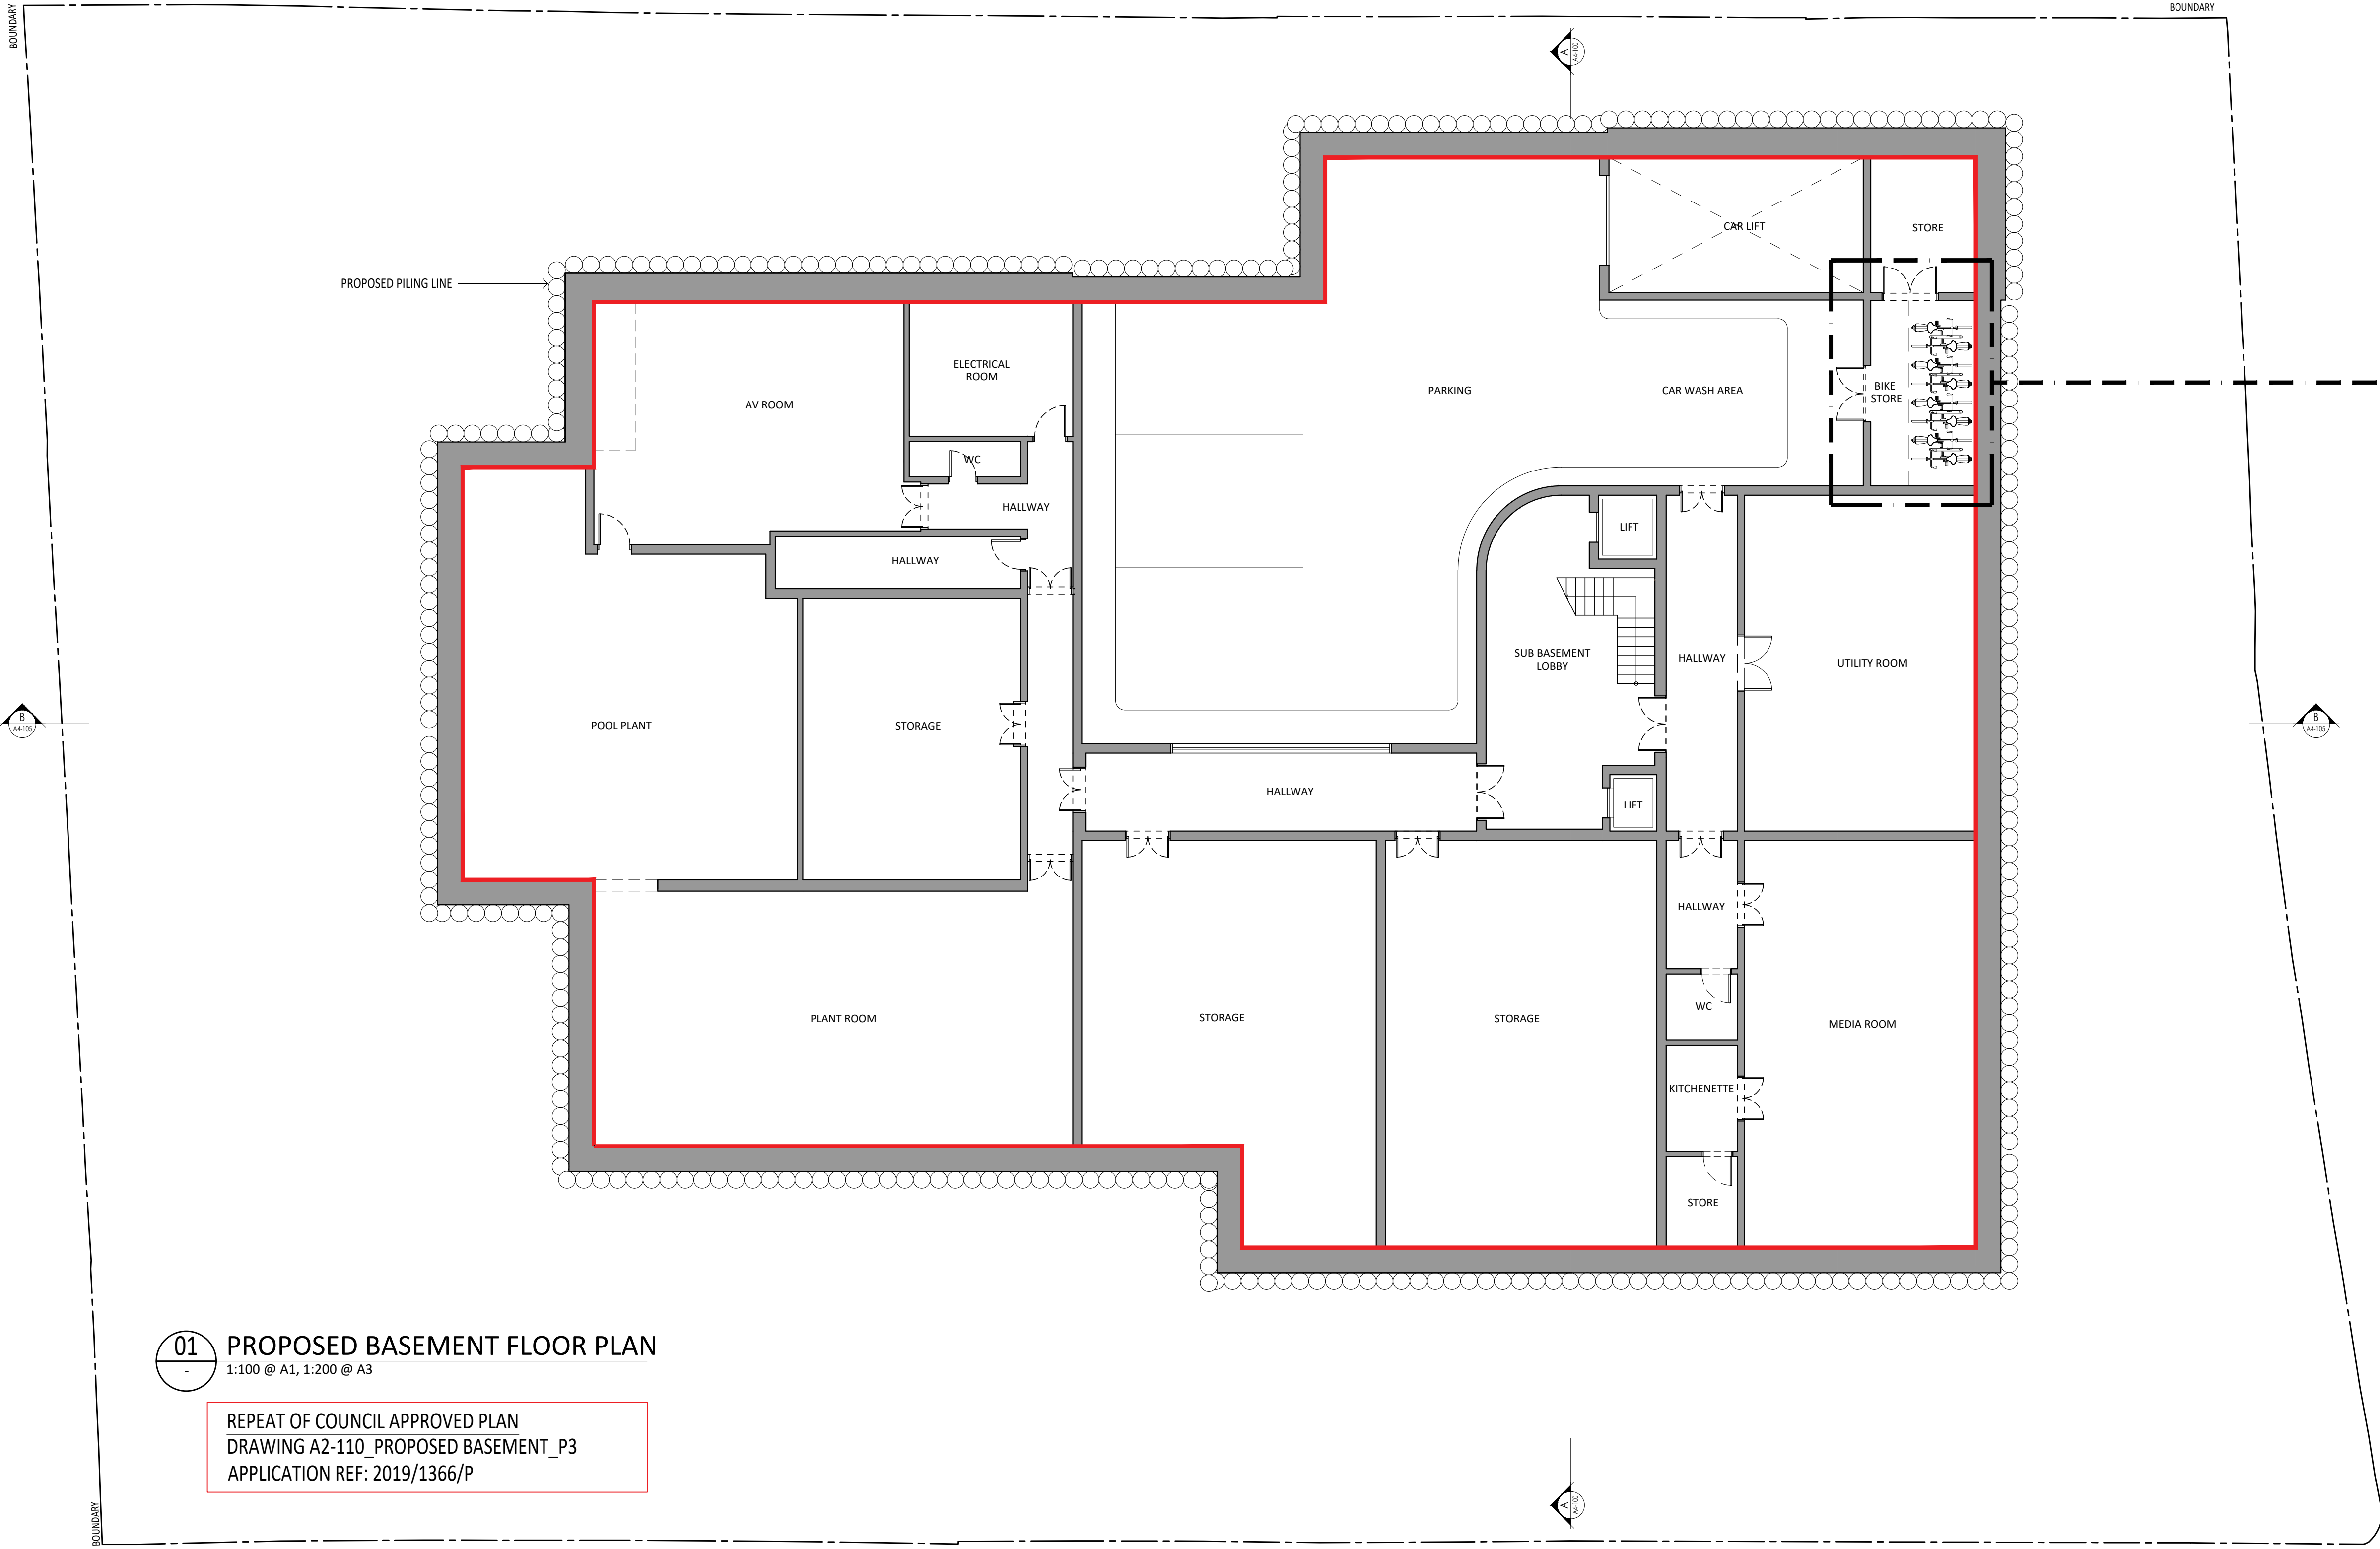 BOUNDARY
BOUNDARY
A
A4-100
CAR LIFT
STORE
PROPOSED PILING LINE
ELECTRICAL
ROOM
AV ROOM
PARKING
CAR WASH AREA
BIKE
STORE
WC
HALLWAY
LIFT
HALLWAY
SUB BASEMENT
LOBBY
HALLWAY
UTILITY ROOM
B
A4-105
POOL PLANT
STORAGE
B
A4-105
HALLWAY
LIFT
HALLWAY
PLANT ROOM
STORAGE
STORAGE
WC
MEDIA ROOM
KITCHENETTE
STORE
01
-
PROPOSED BASEMENT FLOOR PLAN
1:100 @ A1, 1:200 @ A3
REPEAT OF COUNCIL APPROVED PLAN
DRAWING A2-110_PROPOSED BASEMENT_P3
APPLICATION REF: 2019/1366/P
A
A4-100
BOUNDARY